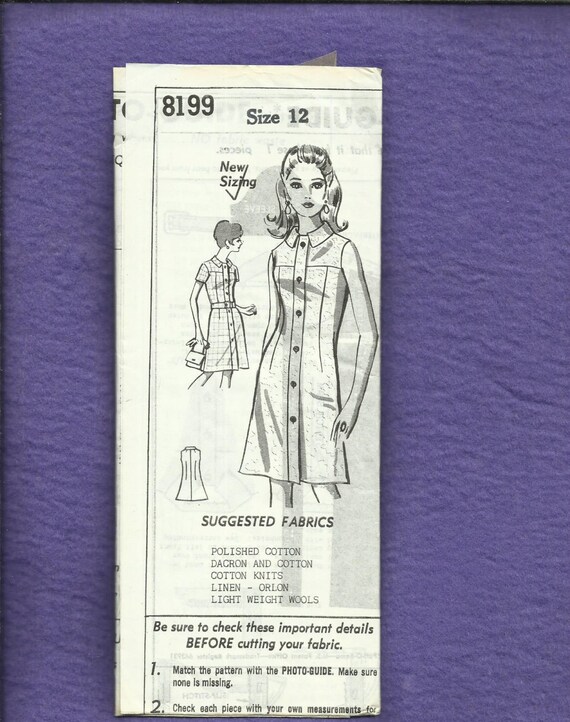 8199
Size 12
New
Sizing
SUGGESTED FABRICS
POLISHED COTTON
DACRON AND COTTON
COTTON KNITS
LINEN - ORLON
LIGHT WEIGHT WOOLS
Be sure to check these important details
BEFORE cutting your fabric.
1. Match the pattern with the PHOTO-GUIDE. Make sure
none is missing.
2. Check each piece with your own measurements for